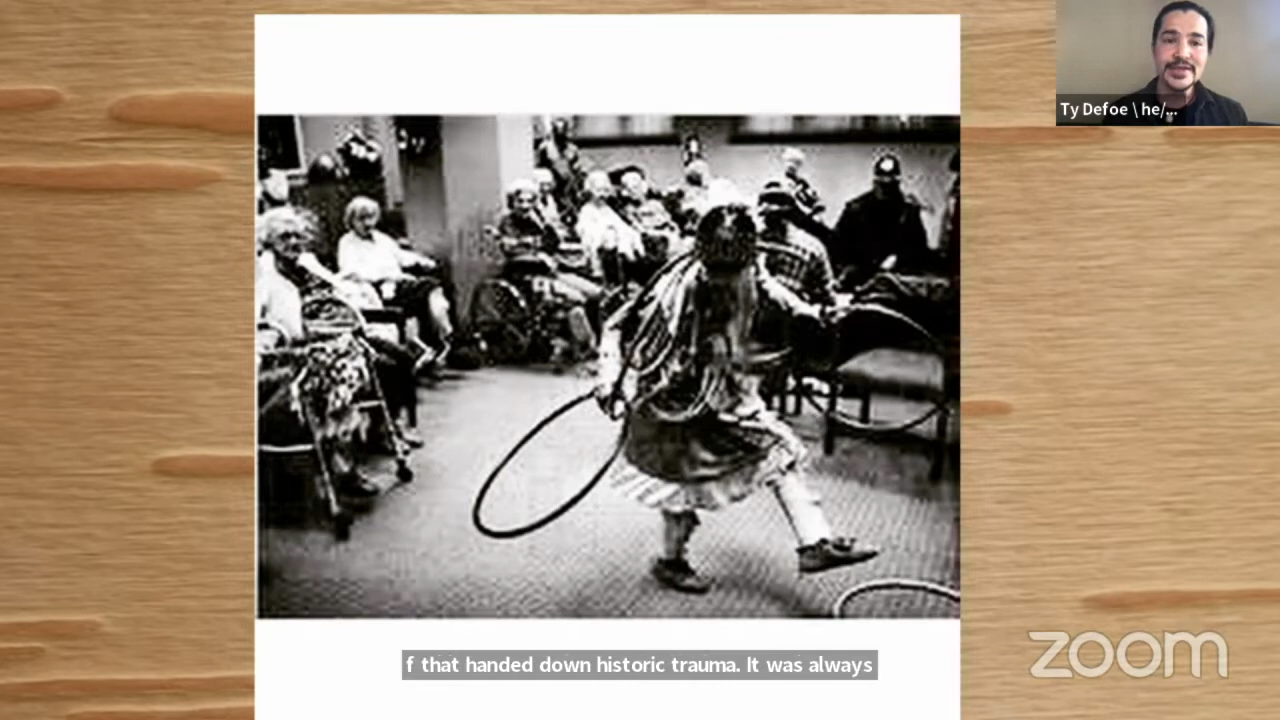 Ty Defoe \ he/...
f that handed down historic trauma. It was always
zoom